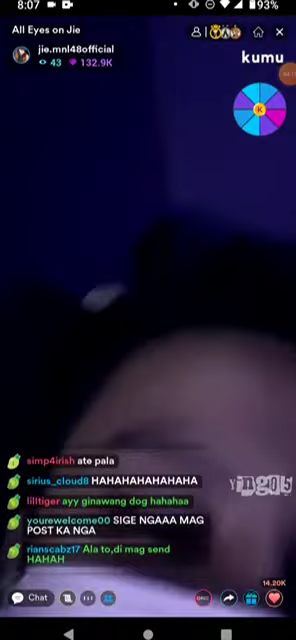 8:07
93%
All Eyes on Jie
jie.mnl48official
43 132.9K
kumu
K
simp4irish ate pala
sirius_cloud8 HAHAHAHAHAHAHA
lilltiger ayy ginawang dog hahahaa
yourewelcome00 SIGE NGAAA MAG
POST KA NGA
rianscabz17 Ala to,di mag send
HAHAH
14.20K
Chat